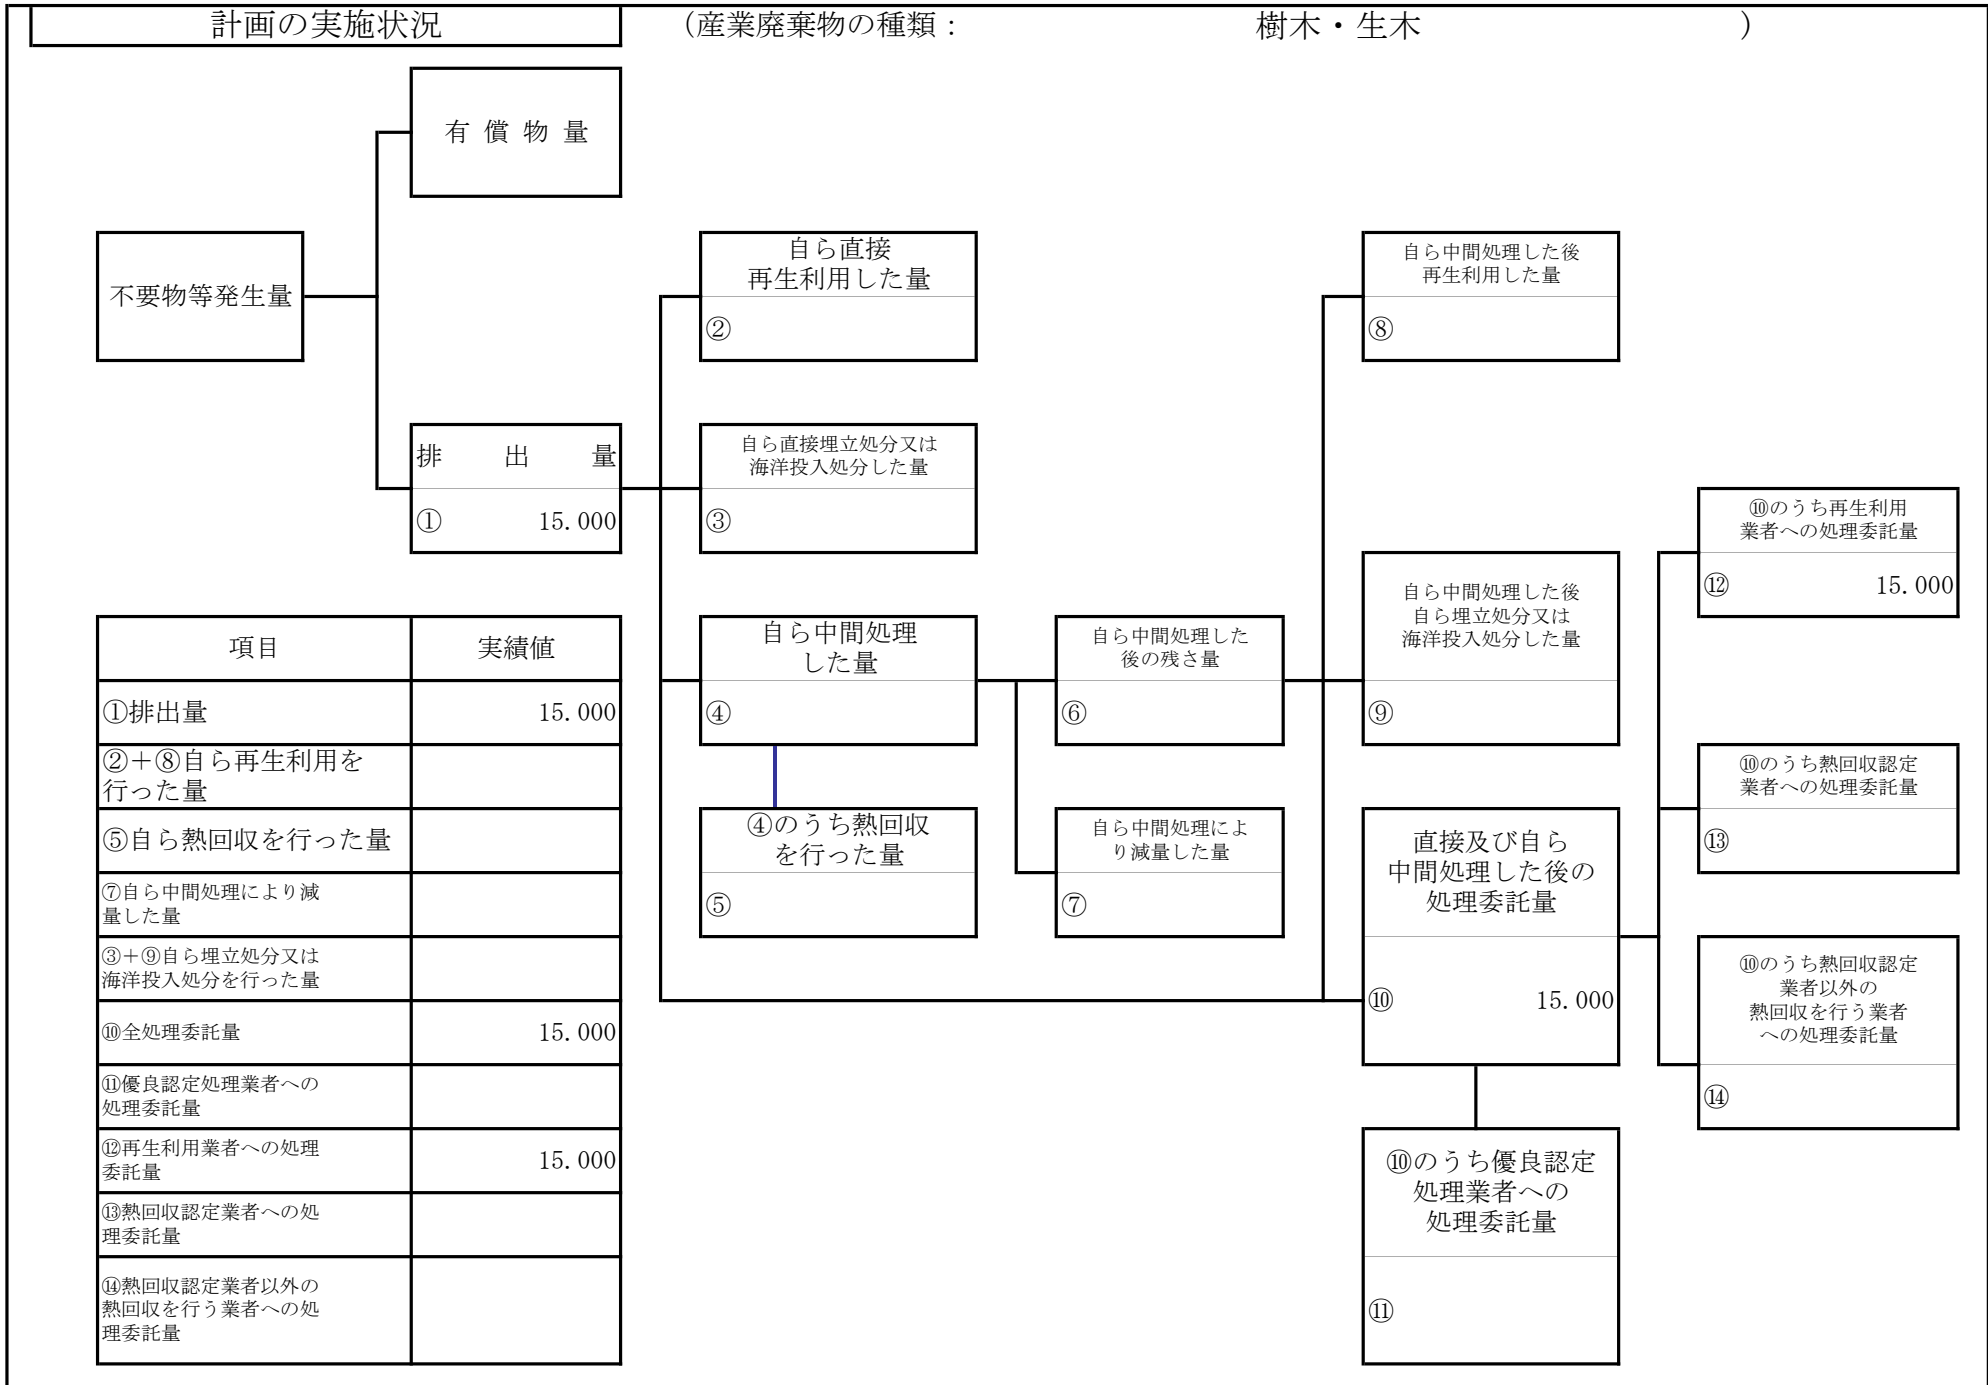 計画の実施状況
（産業廃棄物の種類： 樹木・生木 ）
有償物量
不要物等発生量
排出量
① 15.000
自ら直接
再生利用した量
②
自ら直接埋立処分又は
海洋投入処分した量
③
自ら中間処理
した量
④
④のうち熱回収
を行った量
⑤
自ら中間処理した
後の残さ量
⑥
自ら中間処理によ
り減量した量
⑦
自ら中間処理した後
再生利用した量
⑧
自ら中間処理した後
自ら埋立処分又は
海洋投入処分した量
⑨
直接及び自ら
中間処理した後の
処理委託量
⑩ 15.000
⑩のうち優良認定
処理業者への
処理委託量
⑪
⑩のうち再生利用
業者への処理委託量
⑫ 15.000
⑩のうち熱回収認定
業者への処理委託量
⑬
⑩のうち熱回収認定
業者以外の
熱回収を行う業者
への処理委託量
⑭
項目 実績値
①排出量 15.000
②＋⑧自ら再生利用を
行った量
⑤自ら熱回収を行った量
⑦自ら中間処理により減
量した量
③＋⑨自ら埋立処分又は
海洋投入処分を行った量
⑩全処理委託量 15.000
⑪優良認定処理業者への
処理委託量
⑫再生利用業者への処理
委託量 15.000
⑬熱回収認定業者への処
理委託量
⑭熱回収認定業者以外の
熱回収を行う業者への処
理委託量